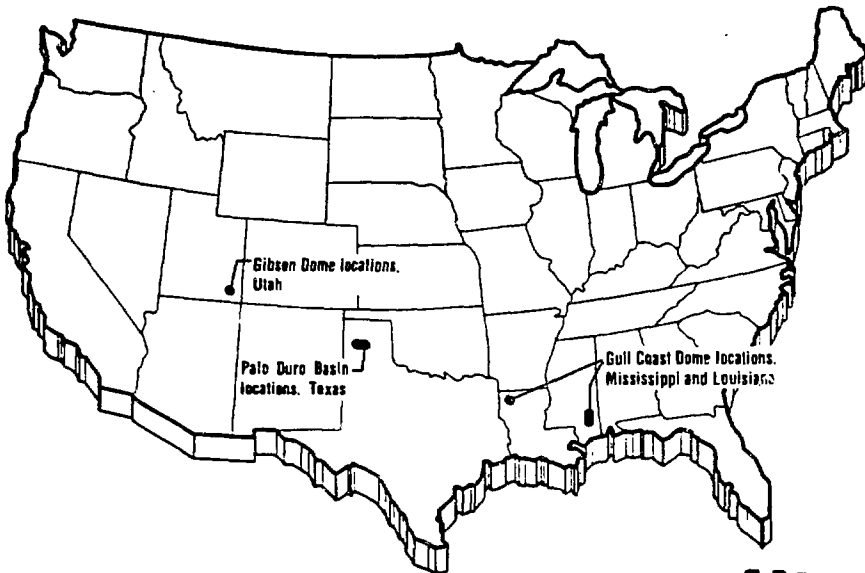 Gibson Dome locations,
Utah
Palo Duro Basin
locations, Texas
Gulf Coast Dome locations,
Mississippi and Louisiana